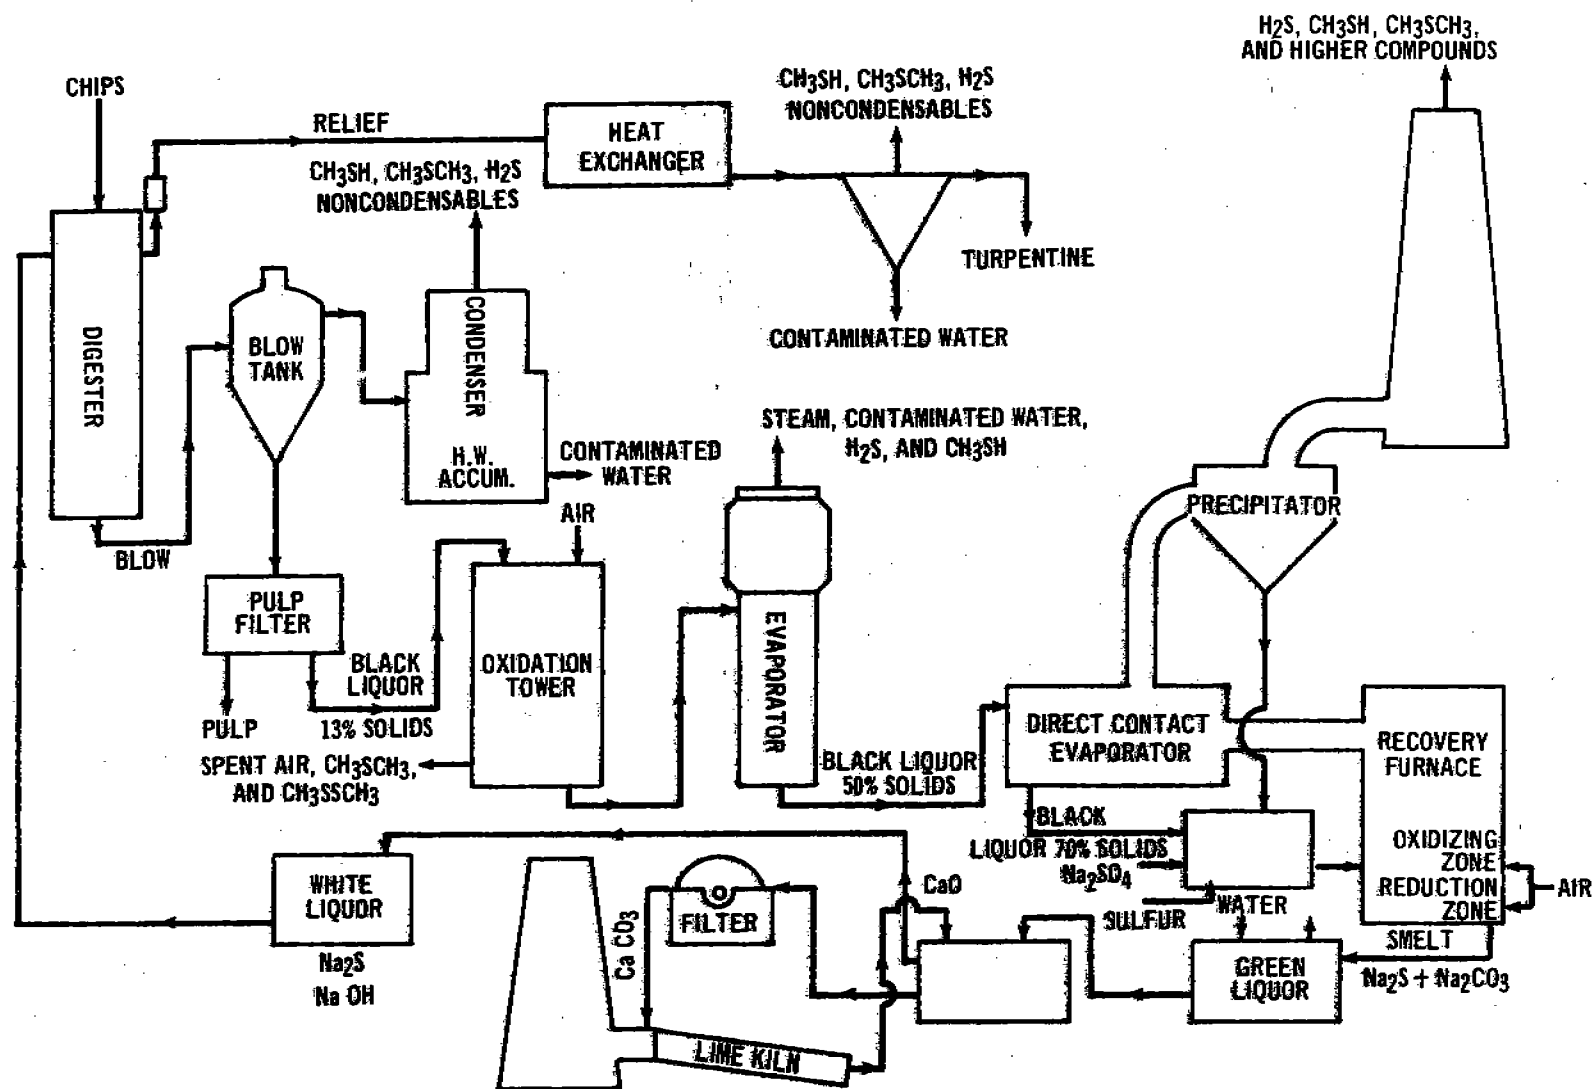 H2S, CH3SH, CH3SCH3,
AND HIGHER COMPOUNDS
CHIPS
RELIEF
HEAT
EXCHANGER
CH3SH, CH3SCH3, H2S
NONCONDENSABLES
CH3SH, CH3SCH3, H2S
NONCONDENSABLES
TURPENTINE
CONTAMINATED WATER
DIGESTER
BLOW
TANK
CONDENSER
H.W.
ACCUM.
CONTAMINATED
WATER
STEAM, CONTAMINATED WATER,
H2S, AND CH3SH
PRECIPITATOR
BLOW
AIR
PULP
FILTER
BLACK
LIQUOR
13% SOLIDS
PULP
OXIDATION
TOWER
EVAPORATOR
SPENT AIR, CH3SCH3,
AND CH3SSCH3
BLACK LIQUOR
50% SOLIDS
DIRECT CONTACT
EVAPORATOR
RECOVERY
FURNACE
OXIDIZING
ZONE
REDUCTION
ZONE
AIR
BLACK
LIQUOR 70% SOLIDS
Na2SO4
SULFUR
WATER
SMELT
Na2S + Na2CO3
GREEN
LIQUOR
WHITE
LIQUOR
Na2S
Na OH
CaO
FILTER
Ca CO3
LIME KILN